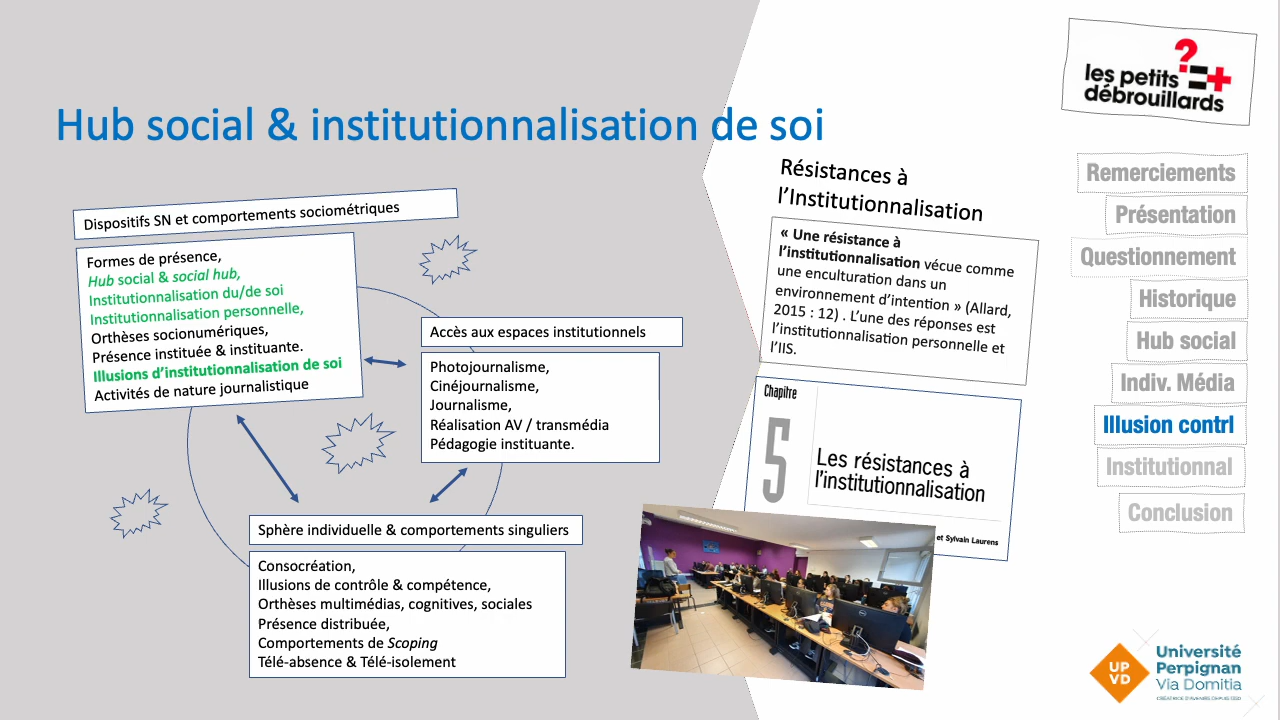 Hub social & institutionnalisation de soi
Dispositifs SN et comportements sociométriques
Formes de présence,
Hub social & social hub,
Institutionnalisation du/de soi
Institutionnalisation personnelle,
Orthèses socionumériques,
Présence instituée & instituante.
Illusions d’institutionnalisation de soi
Activités de nature journalistique
Accès aux espaces institutionnels
Photojournalisme,
Cinéjournalisme,
Journalisme,
Réalisation AV / transmédia
Pédagogie instituante.
Sphère individuelle & comportements singuliers
Consocréation,
Illusions de contrôle & compétence,
Orthèses multimédias, cognitives, sociales
Présence distribuée,
Comportements de Scoping
Télé-absence & Télé-isolement
Résistances à
l’Institutionnalisation
« Une résistance à
l’institutionnalisation vécue comme
une enculturation dans un
environnement d’intention » (Allard,
2015 : 12) . L’une des réponses est
l’institutionnalisation personnelle et
l’IIS.
Chapitre
5
Les résistances à
l’institutionnalisation
et Sylvain Laurens
les petits
débrouillards
Remerciements
Présentation
Questionnement
Historique
Hub social
Indiv. Média
Illusion contrl
Institutionnal
Conclusion
UP
VD
Université
Perpignan
Via Domitia